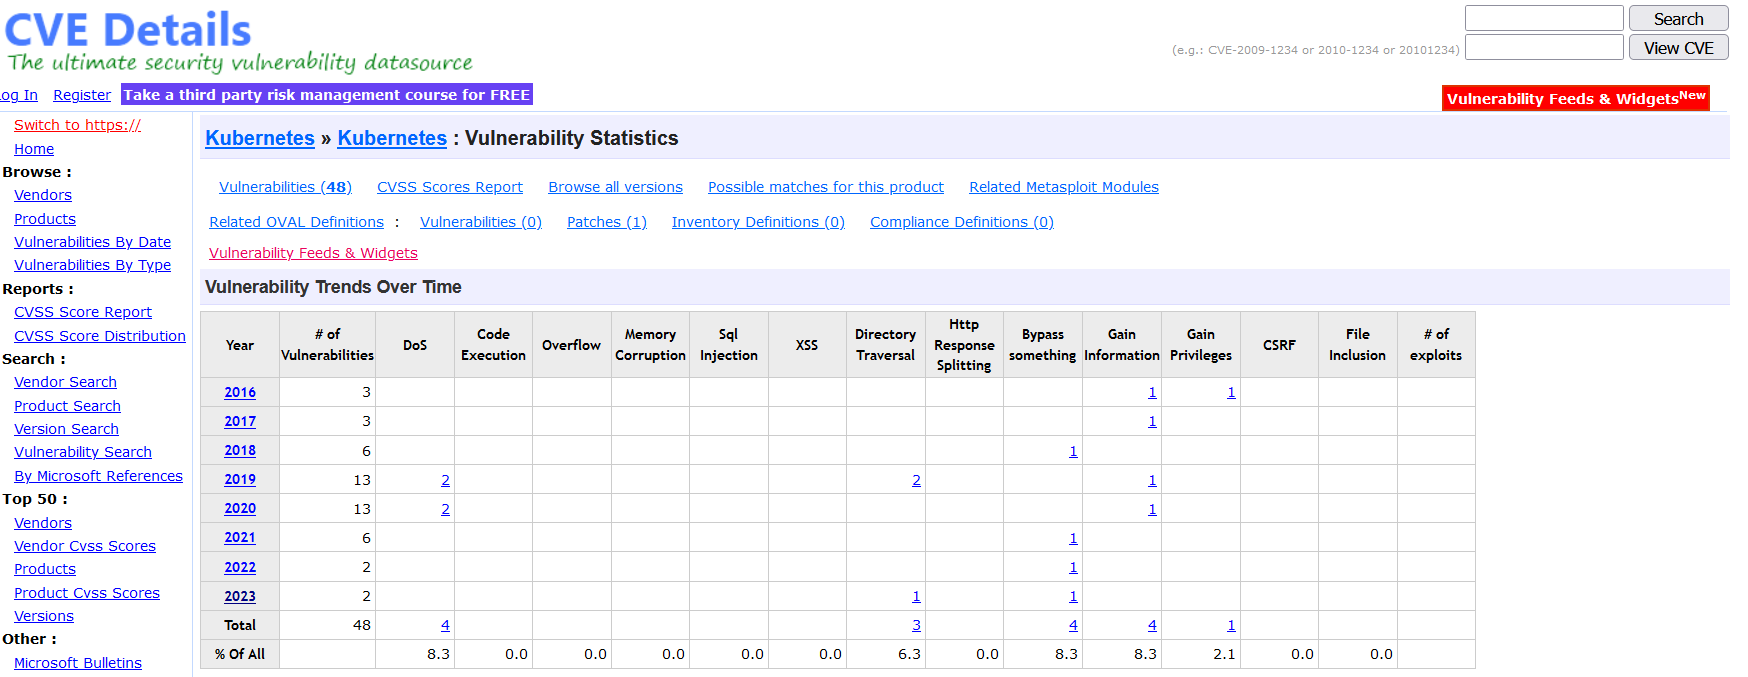 CVE Details
The ultimate security vulnerability datasource
Search
(e.g.: CVE-2009-1234 or 2010-1234 or 20101234)
View CVE
og In Register Take a third party risk management course for FREE
Vulnerability Feeds & WidgetsNew
Switch to https://
Home
Browse :
Vendors
Products
Vulnerabilities By Date
Vulnerabilities By Type
Reports :
CVSS Score Report
CVSS Score Distribution
Search :
Vendor Search
Product Search
Version Search
Vulnerability Search
By Microsoft References
Top 50 :
Vendors
Vendor Cvss Scores
Products
Product Cvss Scores
Versions
Other :
Microsoft Bulletins
Kubernetes » Kubernetes : Vulnerability Statistics
Vulnerabilities (48) CVSS Scores Report Browse all versions Possible matches for this product Related Metasploit Modules
Related OVAL Definitions : Vulnerabilities (0) Patches (1) Inventory Definitions (0) Compliance Definitions (0)
Vulnerability Feeds & Widgets
Vulnerability Trends Over Time
Year # of Vulnerabilities DoS Code Execution Overflow Memory Corruption Sql Injection XSS Directory Traversal Http Response Splitting Bypass something Gain Information Gain Privileges CSRF File Inclusion # of exploits
2016 3 1 1
2017 3 1
2018 6 1
2019 13 2 2 1
2020 13 2 1
2021 6 1
2022 2 1
2023 2 1 1
Total 48 4 3 4 4 1
% Of All 8.3 0.0 0.0 0.0 0.0 0.0 6.3 0.0 8.3 8.3 2.1 0.0 0.0